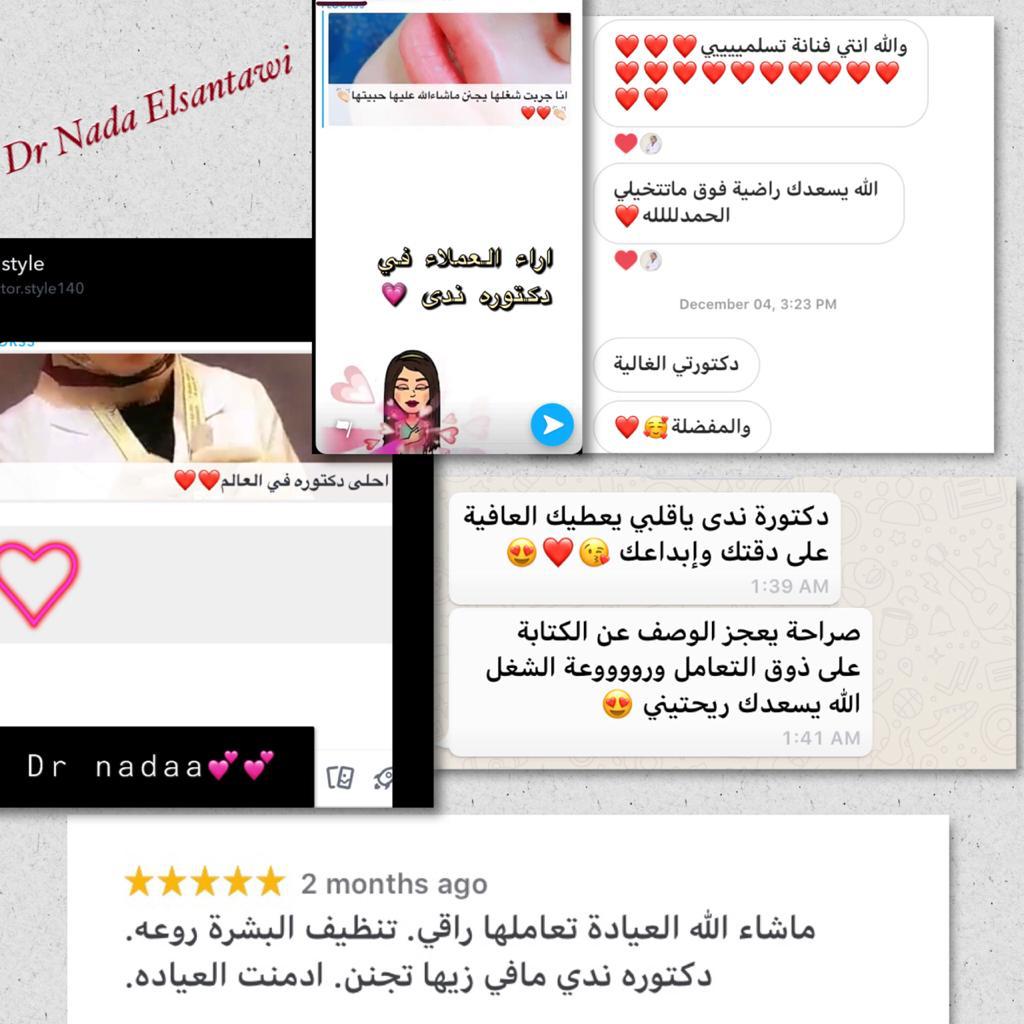 Dr Nada Elsantawi
style
tor.style140
انا جربت شغلها يجنن ماشاءالله عليها حبيتها👏🏻
❤️❤️👏🏻
اراء العملاء في
دكتوره ندى 💗
والله انتي فنانة تسلميييي ❤️❤️❤️
❤️❤️❤️❤️❤️❤️❤️❤️❤️❤️
❤️❤️
الله يسعدك راضية فوق ماتتخيلي
الحمدلللله❤️
December 04, 3:23 PM
دكتورتي الغالية
والمفضلة🥰❤️
احلى دكتوره في العالم❤️❤️
Dr nadaa💕💕
دكتورة ندى ياقلبي يعطيك العافية
على دقتك وإبداعك 😘❤️😍
1:39 AM
صراحة يعجز الوصف عن الكتابة
على ذوق التعامل وروووووعة الشغل
الله يسعدك ريحتيني 😍
1:41 AM
★★★★★ 2 months ago
ماشاء الله العيادة تعاملها راقي. تنظيف البشرة روعه.
دكتوره ندي مافي زيها تجنن. ادمنت العياده.